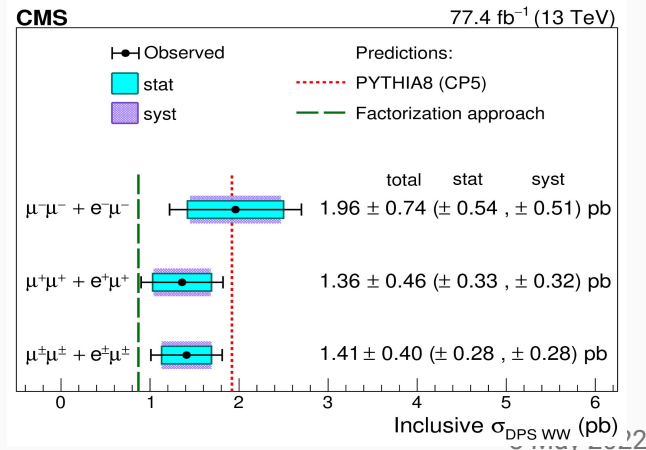 CMS 77.4 fb⁻¹ (13 TeV)
Observed Predictions:
stat PYTHIA8 (CP5)
syst Factorization approach
total stat syst
μ⁻μ⁻ + e⁻μ⁻ 1.96 ± 0.74 (± 0.54 , ± 0.51) pb
μ⁺μ⁺ + e⁺μ⁺ 1.36 ± 0.46 (± 0.33 , ± 0.32) pb
μ±μ± + e±μ± 1.41 ± 0.40 (± 0.28 , ± 0.28) pb
0 1 2 3 4 5 6
Inclusive σ_DPS WW (pb)